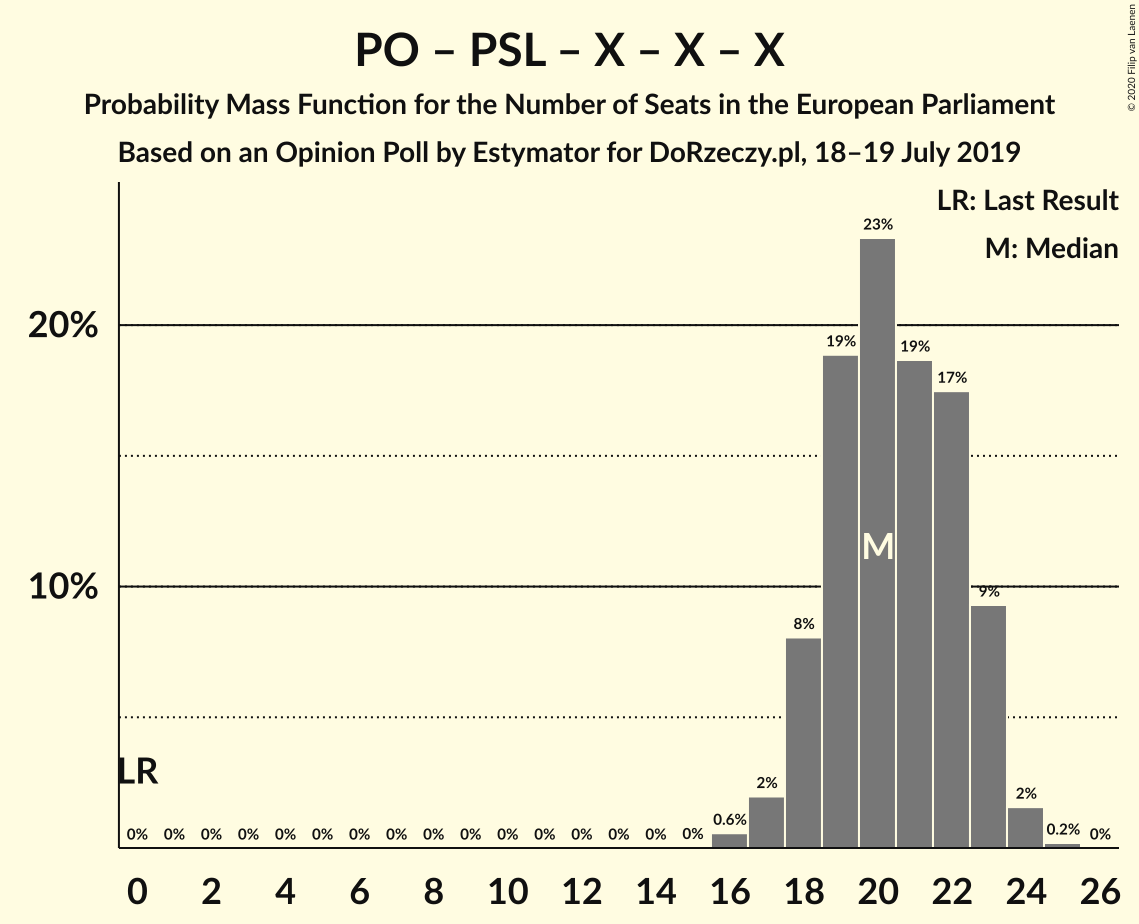 PO – PSL – X – X – X
Probability Mass Function for the Number of Seats in the European Parliament
Based on an Opinion Poll by Estymator for DoRzeczy.pl, 18–19 July 2019
© 2020 Filip van Laenen
LR: Last Result
M: Median
23%
20%
19%
19%
17%
M
10%
9%
8%
LR
2%
2%
0% 0% 0% 0% 0% 0% 0% 0% 0% 0% 0% 0% 0% 0% 0% 0% 0.6% 0.2% 0%
0 2 4 6 8 10 12 14 16 18 20 22 24 26